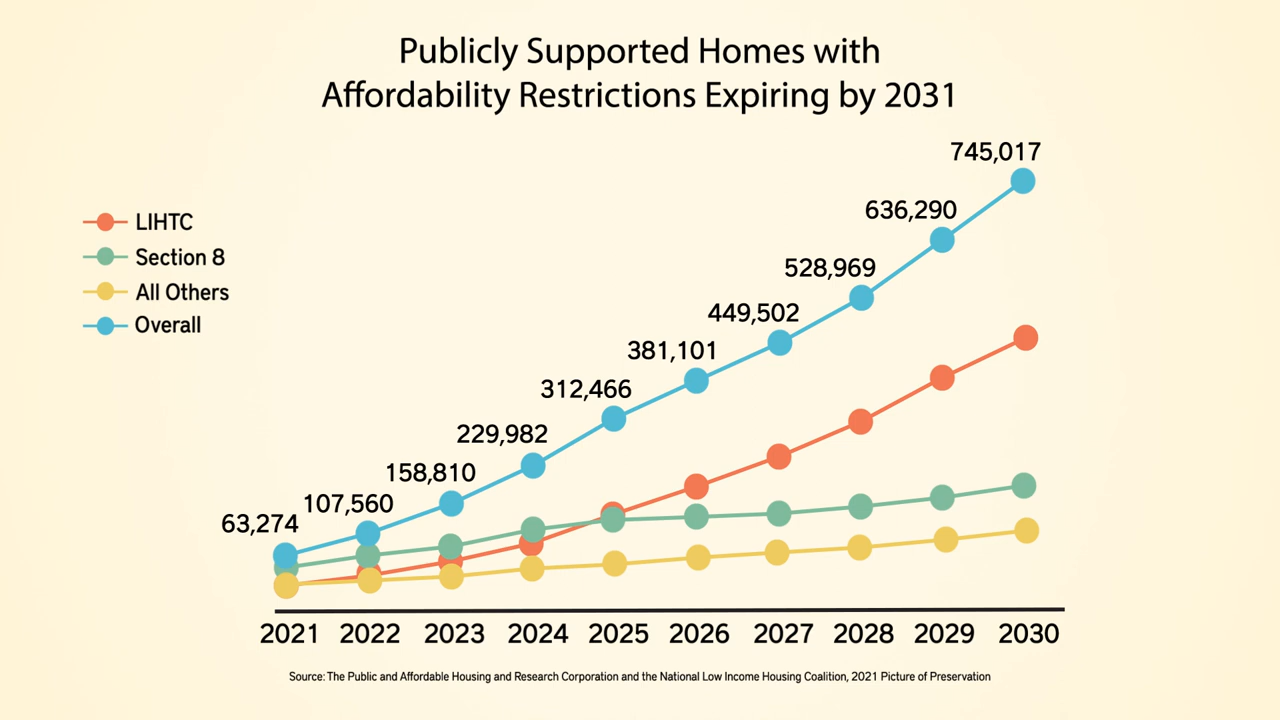 Publicly Supported Homes with
Affordability Restrictions Expiring by 2031
745,017
636,290
528,969
449,502
381,101
312,466
229,982
158,810
107,560
63,274
LIHTC
Section 8
All Others
Overall
2021 2022 2023 2024 2025 2026 2027 2028 2029 2030
Source: The Public and Affordable Housing and Research Corporation and the National Low Income Housing Coalition, 2021 Picture of Preservation